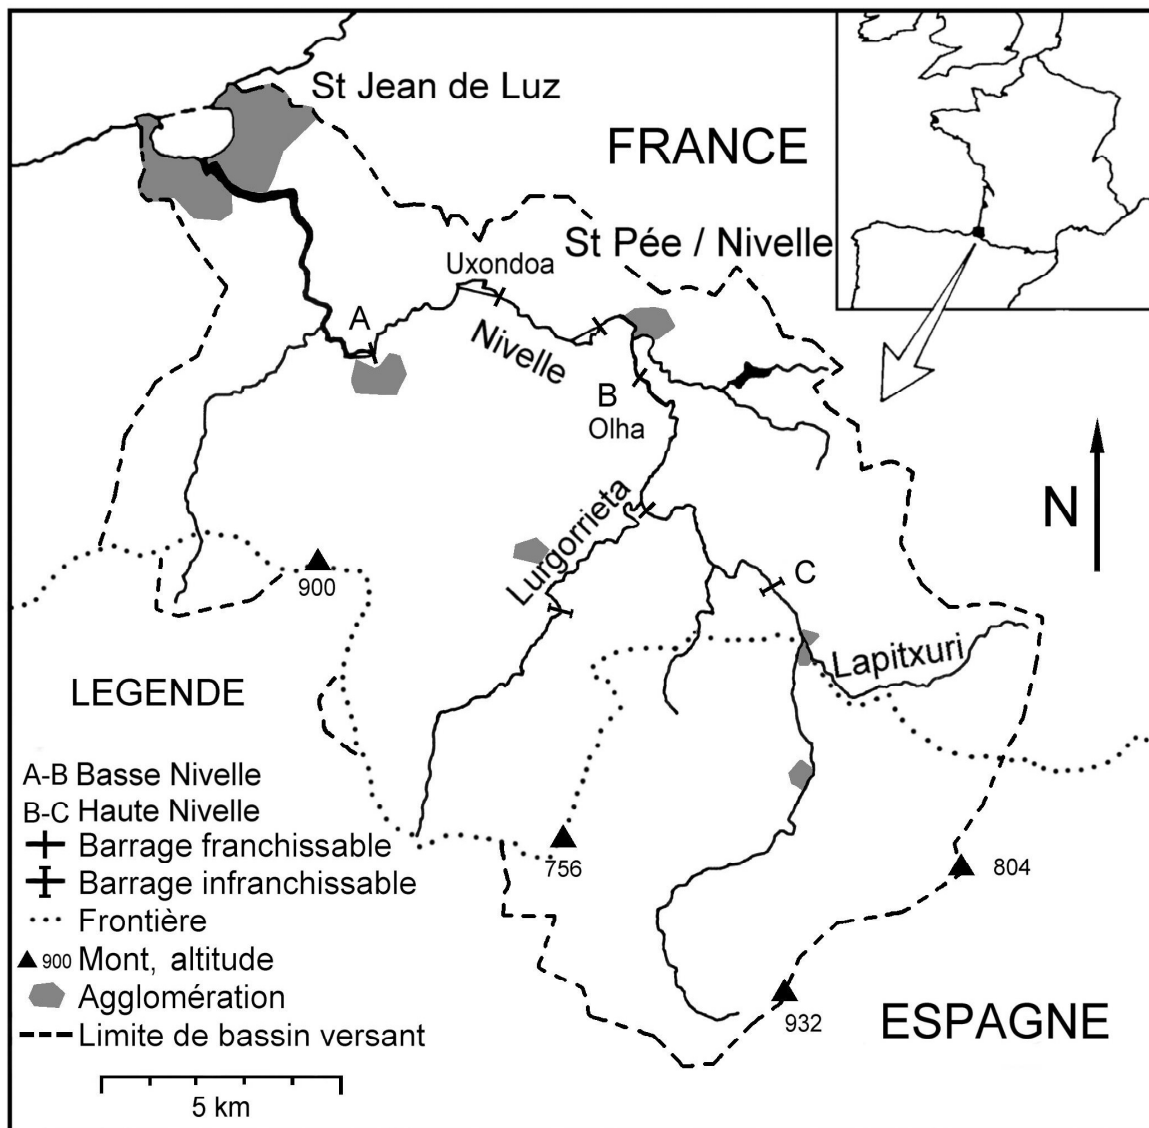 St Jean de Luz
FRANCE
St Pée / Nivelle
Uxondoa
A
Nivelle
B
Olha
N
Lurgorrieta
C
900
Lapitxuri
LEGENDE
A-B Basse Nivelle
B-C Haute Nivelle
Barrage franchissable
Barrage infranchissable
Frontière
900 Mont, altitude
Agglomération
Limite de bassin versant
5 km
756
804
932
ESPAGNE